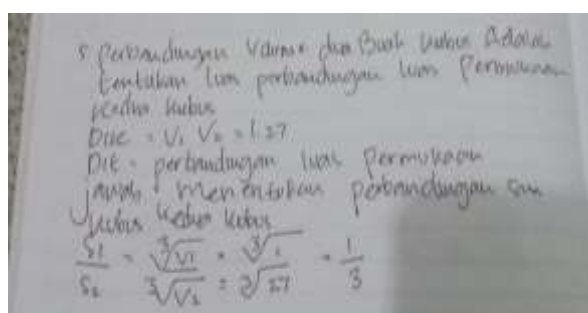 5 Perbandingan Volume dua Buah kubus Adalah
tentukan luas perbandingan luas Permukaan
kedua kubus
Dik = V₁ V₂ = 1.27
Dit = perbandingan luas permukaan
jawab menentukan perbandingan
kubus kedua kubus
S1/S₂ = ∛V1/∛V₂ = ∛1/∛27 = 1/3